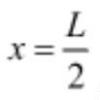 x = L/2